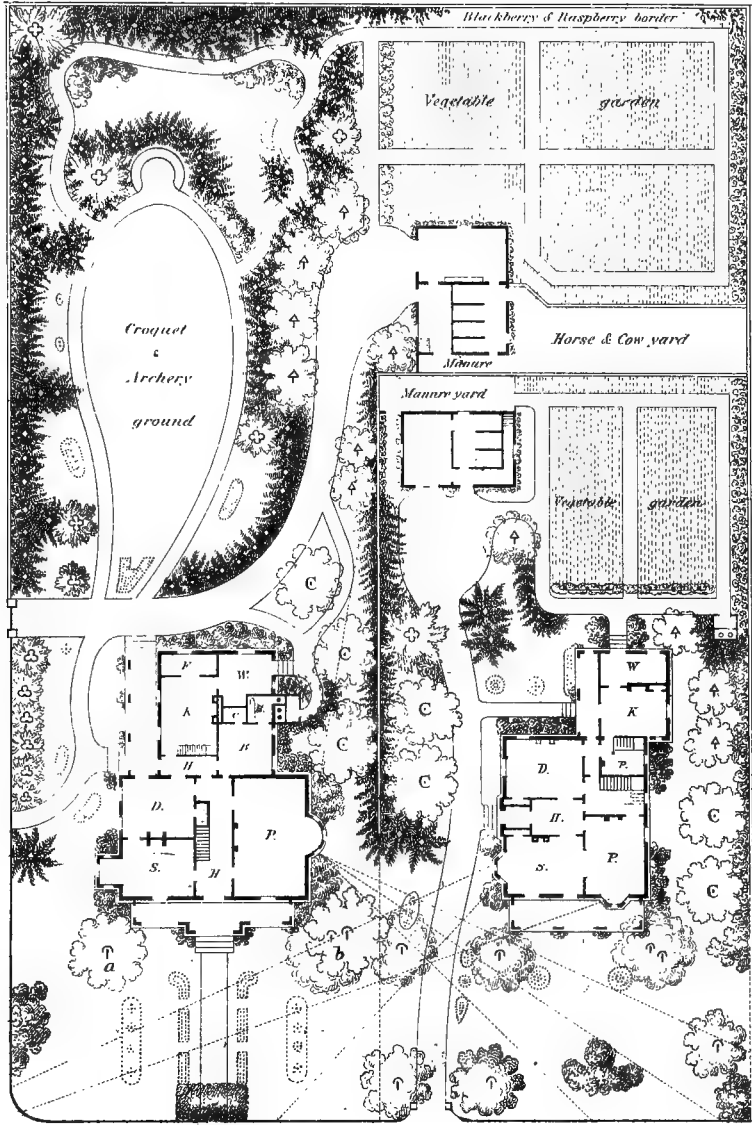 Blackberry & Raspberry border
Vegetable garden
Croquet
&
Archery
ground
Horse & Cow yard
Manure
Manure yard
Vegetable garden
C
C
C
C
C
C
C
F
W.
K
C
B.
B
H
D.
P.
S.
H
W
K
D.
P.
H.
S.
P.
a
b